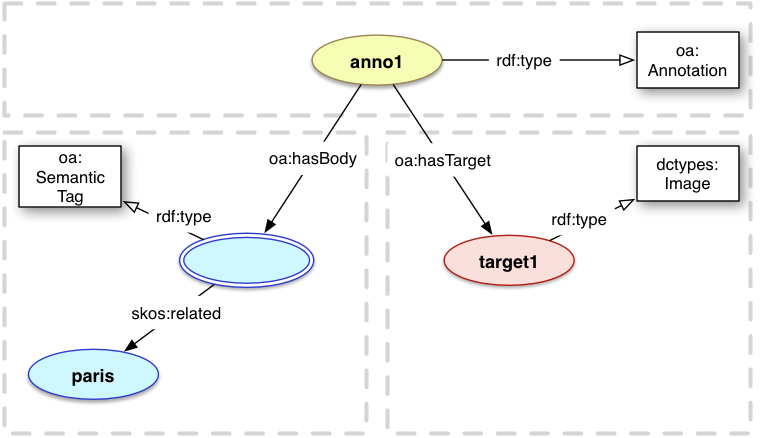 anno1
rdf:type
oa:
Annotation
oa:hasBody
oa:hasTarget
oa:
Semantic
Tag
rdf:type
dctypes:
Image
rdf:type
target1
skos:related
paris